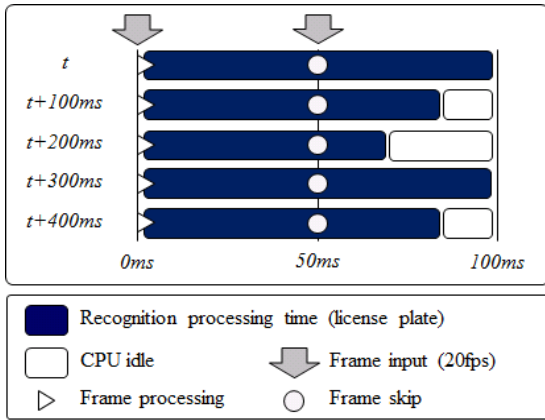 t
t+100ms
t+200ms
t+300ms
t+400ms
0ms 50ms 100ms
Recognition processing time (license plate)
CPU idle Frame input (20fps)
Frame processing Frame skip